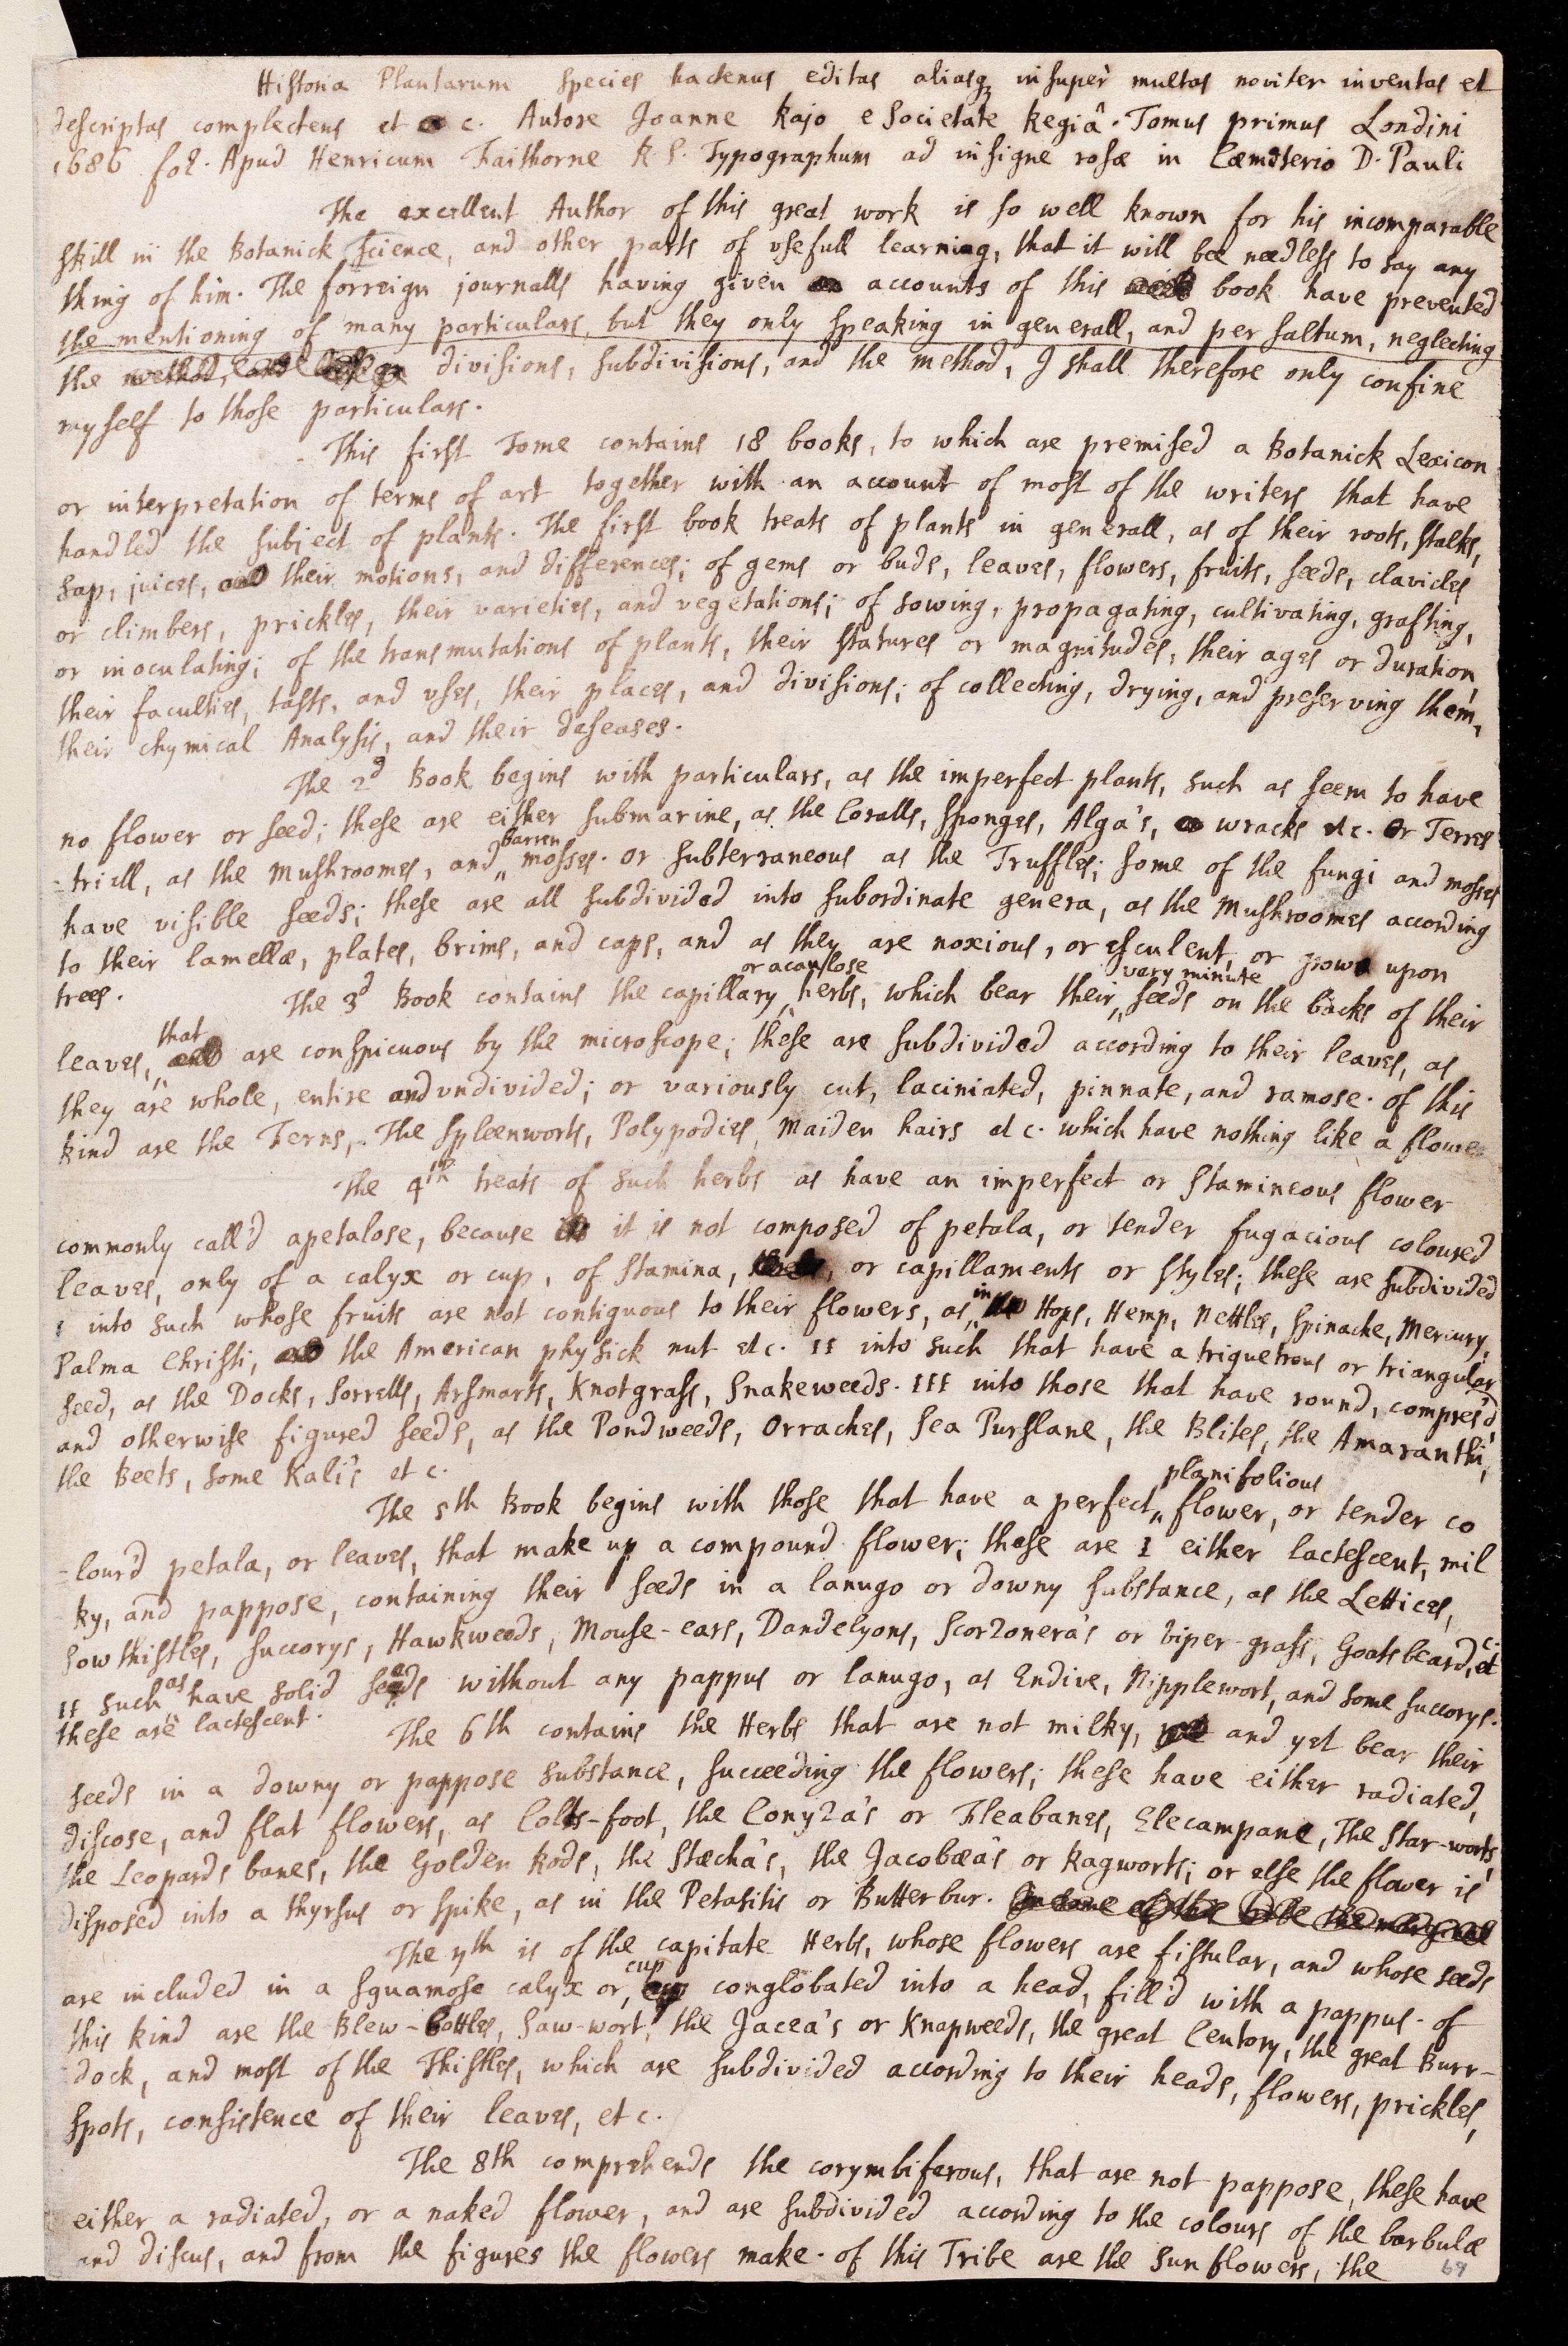 Historia Plantarum species hactenus editas aliasq insuper multas noviter inventas et
descriptas complectens et c. Autore Joanne Rajo e Societate Regiâ. Tomus primus Londini
1686 fol. Apud Henricum Faithorne R S. Typographum ad insigne rosæ in Cæmeterio D. Pauli
The excellent Author of this great work is so well known for his incomparable
skill in the Botanick science, and other parts of usefull learning, that it will bee needless to say any
thing of him. The forreign journalls having given accounts of this book have prevented
the mentioning of many particulars, but they only speaking in generall, and per saltum, neglecting
the divisions, subdivisions, and the method, I shall therefore only confine
my self to those particulars.
This first Tome contains 18 books, to which are premised a Botanick Lexicon
or interpretation of terms of art together with an account of most of the writers that have
handled the subject of plants. The first book treats of plants in generall, as of their roots, stalks,
sap, juices, their motions, and differences; of gems or buds, leaves, flowers, fruits, seeds, clavicles
or climbers, prickles, their varieties, and vegetations; of sowing, propagating, cultivating, grafting,
or inoculating; of the transmutations of plants, their statures or magnitudes, their ages or duration,
their faculties, tasts, and vses, their places, and divisions; of collecting, drying, and preserving them,
their chymical Analysis, and their deseases.
The 2d Book begins with particulars, as the imperfect plants, such as seem to have
no flower or seed; these are either submarine, as the Coralls, Sponges, Alga's, wracks etc. Or Terres
-triall, as the Mushroomes, and barren mosses. or subterraneous as the Truffles; some of the fungi and mosses
have visible seeds; these are all subdivided into subordinate genera, as the Mushroomes according
to their lamellæ, plates, brims, and caps, and as they are noxious, or esculent, or grow upon
trees.
The 3d Book contains the capillary or acaulose herbs, which bear their very minute seeds on the backs of their
leaves, that are conspicuous by the microscope; these are subdivided according to their leaves, as
they are whole, entire and vndivided; or variously cut, laciniated, pinnate, and ramose. of this
kind are the Ferns, The Spleenworts, Polypodies, Maiden hairs etc. which have nothing like a flower
The 4th treats of such herbs as have an imperfect or stamineous flower
commonly call'd apetalose, because it is not composed of petala, or tender fugacious coloured
leaves, only of a calyx or cup, of stamina, or capillaments or styles; these are subdivided
I into such whose fruits are not contiguous to their flowers, as in Hops, Hemp, Nettles, Spinache, Mercury,
Palma Christi, the American physick nut etc. II into such that have a triquetrous or triangular
seed, as the Docks, Sorrells, Arsmarts, Knotgrass, Snakeweeds. III into those that have round, compres'd
and otherwise figured seeds, as the Pondweeds, Orraches, Sea Purslane, the Blites, the Amaranthi,
the Beets, some Kali's etc.
The 5th Book begins with those that have a perfect planifolious flower, or tender co
-lour'd petala, or leaves, that make up a compound flower; these are I either lactescent, mil
ky, and pappose, containing their seeds in a lanugo or downy substance, as the Lettices,
Sowthistles, Succorys, Hawkweeds, Mouse-ears, Dandelyons, Scorzonera's or viper-grass, Goatsbeard, et c.
II such as have solid seeds without any pappus or lanugo, as Endive, Nipplewort, and some Succorys.
these are lactescent.
The 6th contains the Herbs that are not milky, and yet bear their
seeds in a downy or pappose substance, succeeding the flowers; these have either radiated,
discose, and flat flowers, as Colts-foot, the Conyza's or Fleabanes, Elecampane, The Star-worts,
the Leopards banes, the Golden Rods, the Stæcha's, the Jacobæa's or Ragworts; or else the flower is
disposed into a thyrsus or spike, as in the Petasitis or Butterbur. In some of this tribe the marginal
The 7th is of the capitate Herbs, whose flowers are fistular, and whose seeds
are included in a squamose calyx or cup conglobated into a head, fill'd with a pappus. of
this kind are the Blew-bottles, Saw-wort, the Jacea's or Knapweeds, the great Centory, the great Burr-
dock, and most of the Thistles, which are subdivided according to their heads, flowers, prickles,
spots, consistence of their leaves, etc.
The 8th comprehends the corymbiferous, that are not pappose, these have
either a radiated, or a naked flower, and are subdivided according to the colours of the barbulæ
and discus, and from the figures the flowers make. of this Tribe are the Sun flowers, the
69